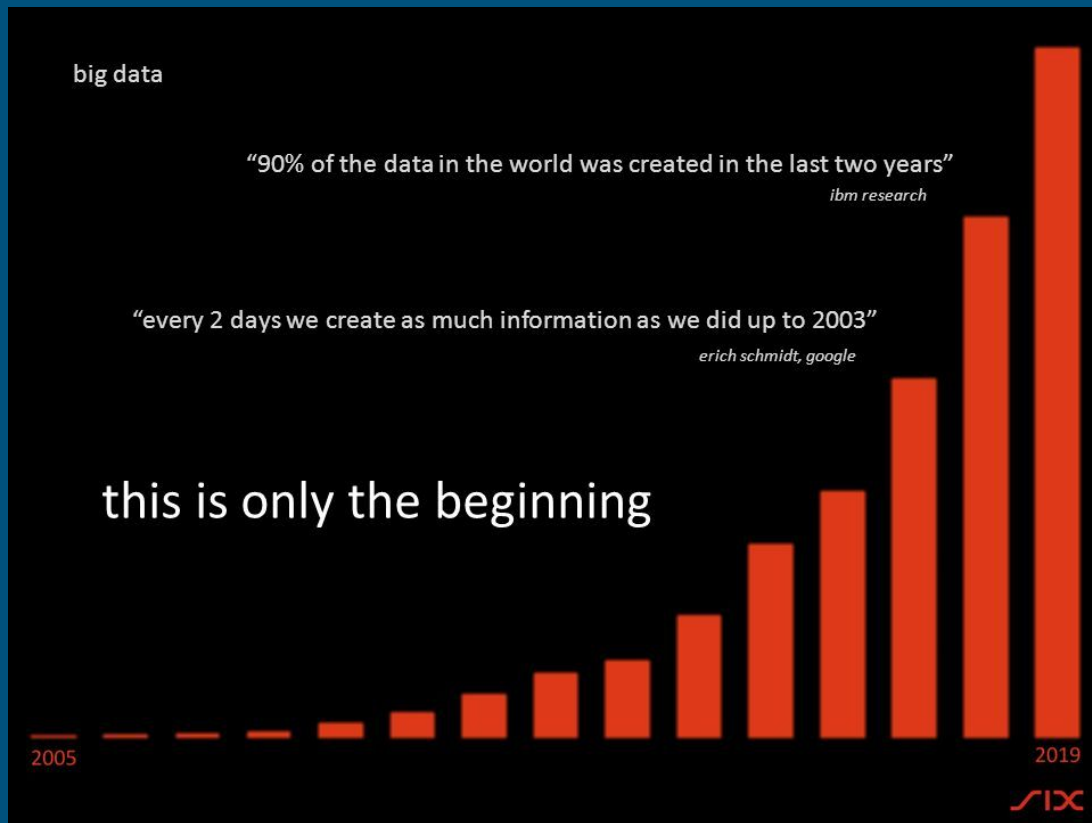 big data
“90% of the data in the world was created in the last two years”
ibm research
“every 2 days we create as much information as we did up to 2003”
erich schmidt, google
this is only the beginning
2005
2019
SIX